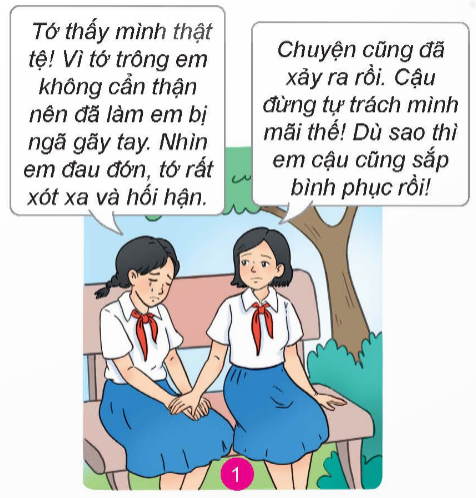 Tớ thấy mình thật
tệ! Vì tớ trông em
không cẩn thận
nên đã làm em bị
ngã gãy tay. Nhìn
em đau đớn, tớ rất
xót xa và hối hận.
Chuyện cũng đã
xảy ra rồi. Cậu
đừng tự trách mình
mãi thế! Dù sao thì
em cậu cũng sắp
bình phục rồi!
1